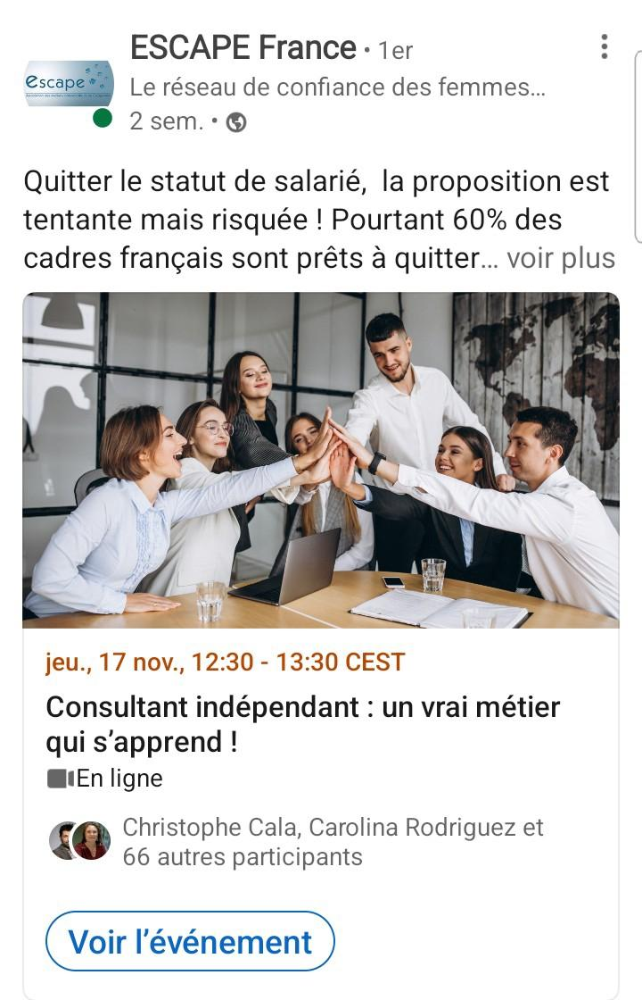 ESCAPE France • 1er
escape
Le réseau de confiance des femmes...
2 sem. •
Quitter le statut de salarié,  la proposition est
tentante mais risquée ! Pourtant 60% des
cadres français sont prêts à quitter... voir plus
jeu., 17 nov., 12:30 - 13:30 CEST
Consultant indépendant : un vrai métier
qui s’apprend !
En ligne
Christophe Cala, Carolina Rodriguez et
66 autres participants
Voir l’événement